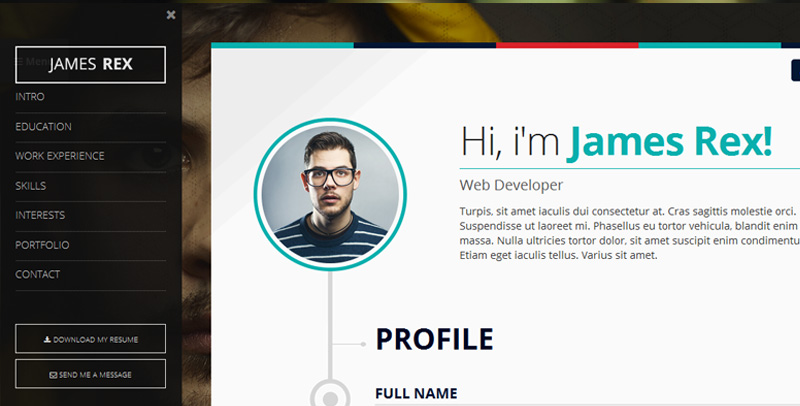 JAMES REX
INTRO
EDUCATION
WORK EXPERIENCE
SKILLS
INTERESTS
PORTFOLIO
CONTACT
DOWNLOAD MY RESUME
SEND ME A MESSAGE
Hi, i'm James Rex!
Web Developer
Turpis, sit amet iaculis dui consectetur at. Cras sagittis molestie orci.
Suspendisse ut laoreet mi. Phasellus eu tortor vehicula, blandit enim
massa. Nulla ultricies tortor dolor, sit amet suscipit enim condimentu
Etiam eget iaculis tellus. Varius sit amet.
PROFILE
FULL NAME